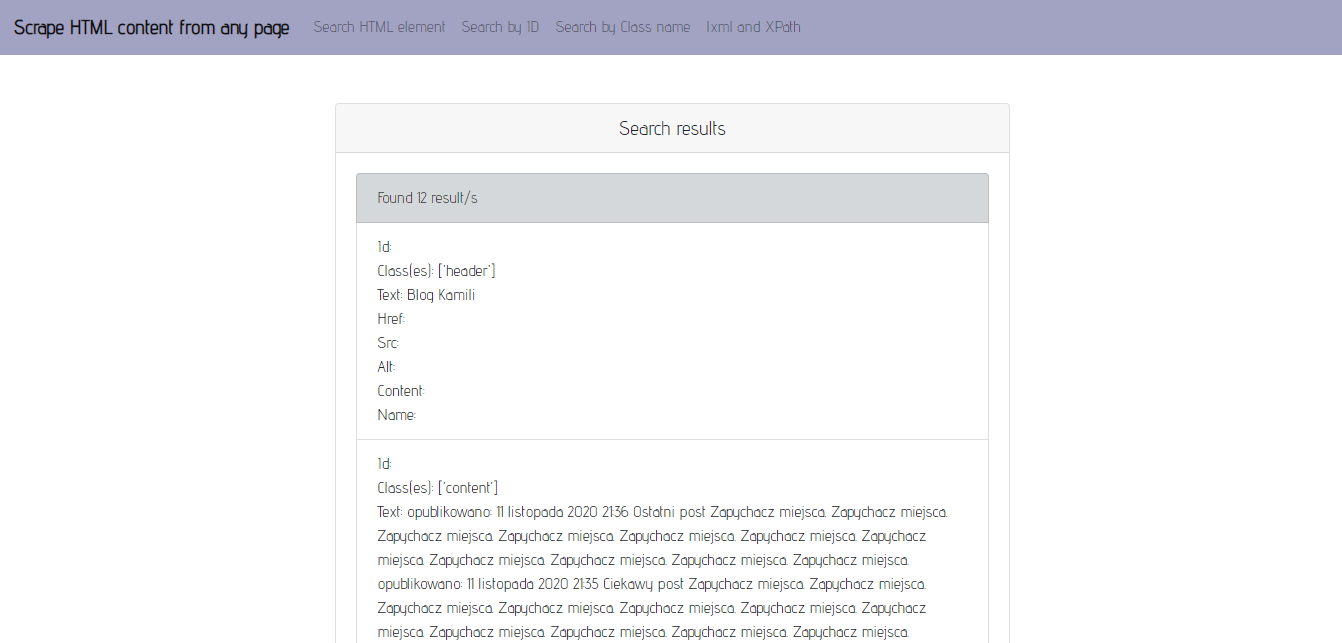 Scrape HTML content from any page Search HTML element Search by ID Search by Class name lxml and XPath
Search results
Found 12 result/s
Id:
Class(es): ['header']
Text: Blog Kamili
Href:
Src:
Alt:
Content:
Name:
Id:
Class(es): ['content']
Text: opublikowano: 11 listopada 2020 21:36 Ostatni post Zapychacz miejsca. Zapychacz miejsca.
Zapychacz miejsca. Zapychacz miejsca. Zapychacz miejsca. Zapychacz miejsca. Zapychacz
miejsca. Zapychacz miejsca. Zapychacz miejsca. Zapychacz miejsca. Zapychacz miejsca.
opublikowano: 11 listopada 2020 21:35 Ciekawy post Zapychacz miejsca. Zapychacz miejsca.
Zapychacz miejsca. Zapychacz miejsca. Zapychacz miejsca. Zapychacz miejsca. Zapychacz
miejsca. Zapychacz miejsca. Zapychacz miejsca. Zapychacz miejsca. Zapychacz miejsca.